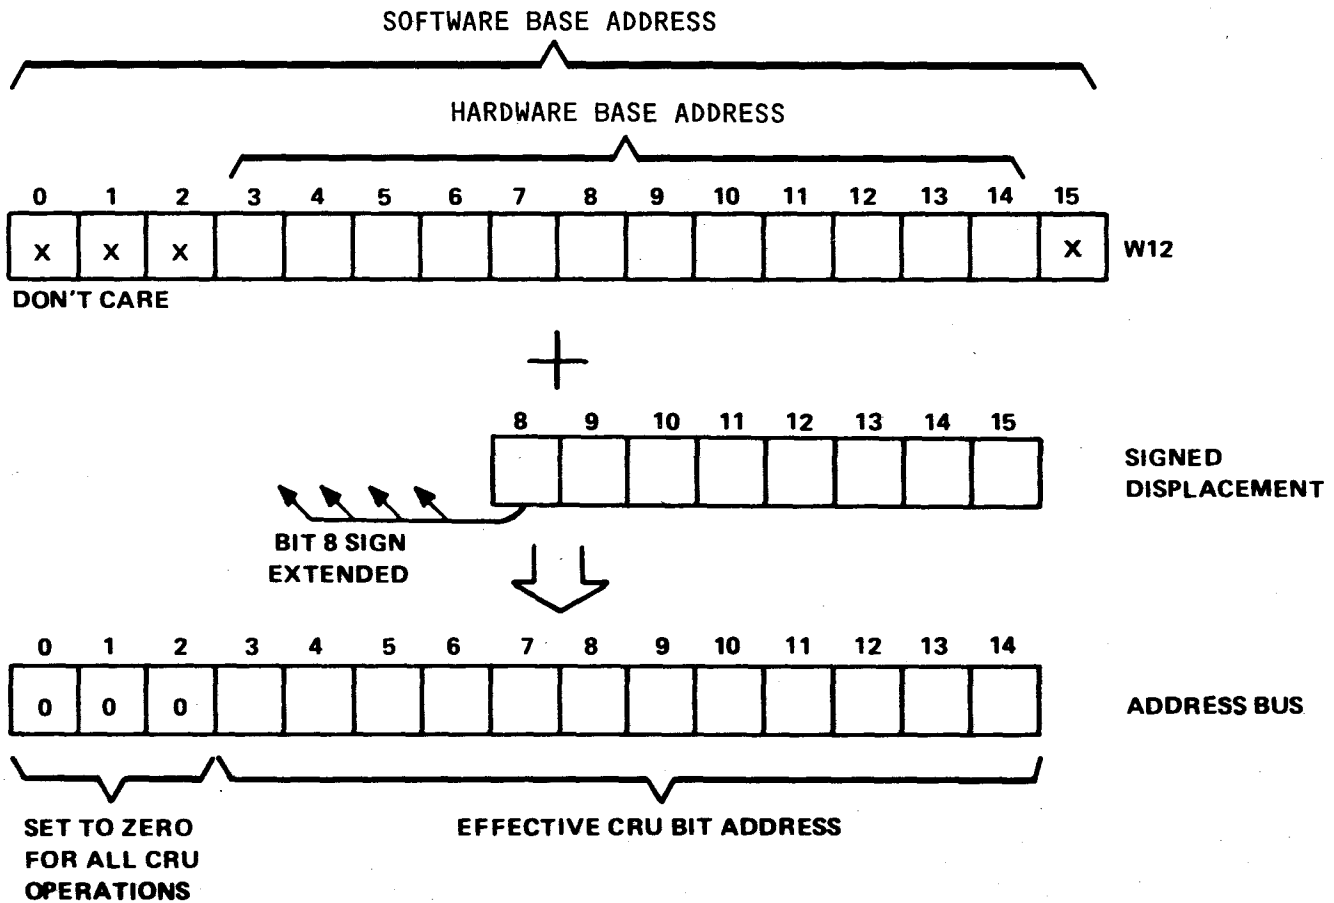 SOFTWARE BASE ADDRESS
HARDWARE BASE ADDRESS
0 1 2 3 4 5 6 7 8 9 10 11 12 13 14 15
X X X X W12
DON'T CARE
+
8 9 10 11 12 13 14 15
SIGNED
DISPLACEMENT
BIT 8 SIGN
EXTENDED
0 1 2 3 4 5 6 7 8 9 10 11 12 13 14
0 0 0 ADDRESS BUS
SET TO ZERO
FOR ALL CRU
OPERATIONS
EFFECTIVE CRU BIT ADDRESS